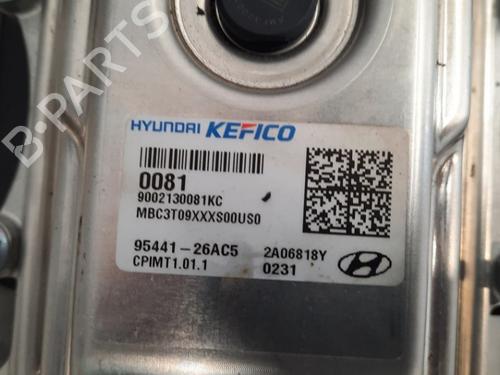 HYUNDAI KEFICO
0081
9002130081KC
MBC3T09XXXS00US0
95441-26AC5 2A06818Y
CPIMT1.01.1 0231
B-PARTS